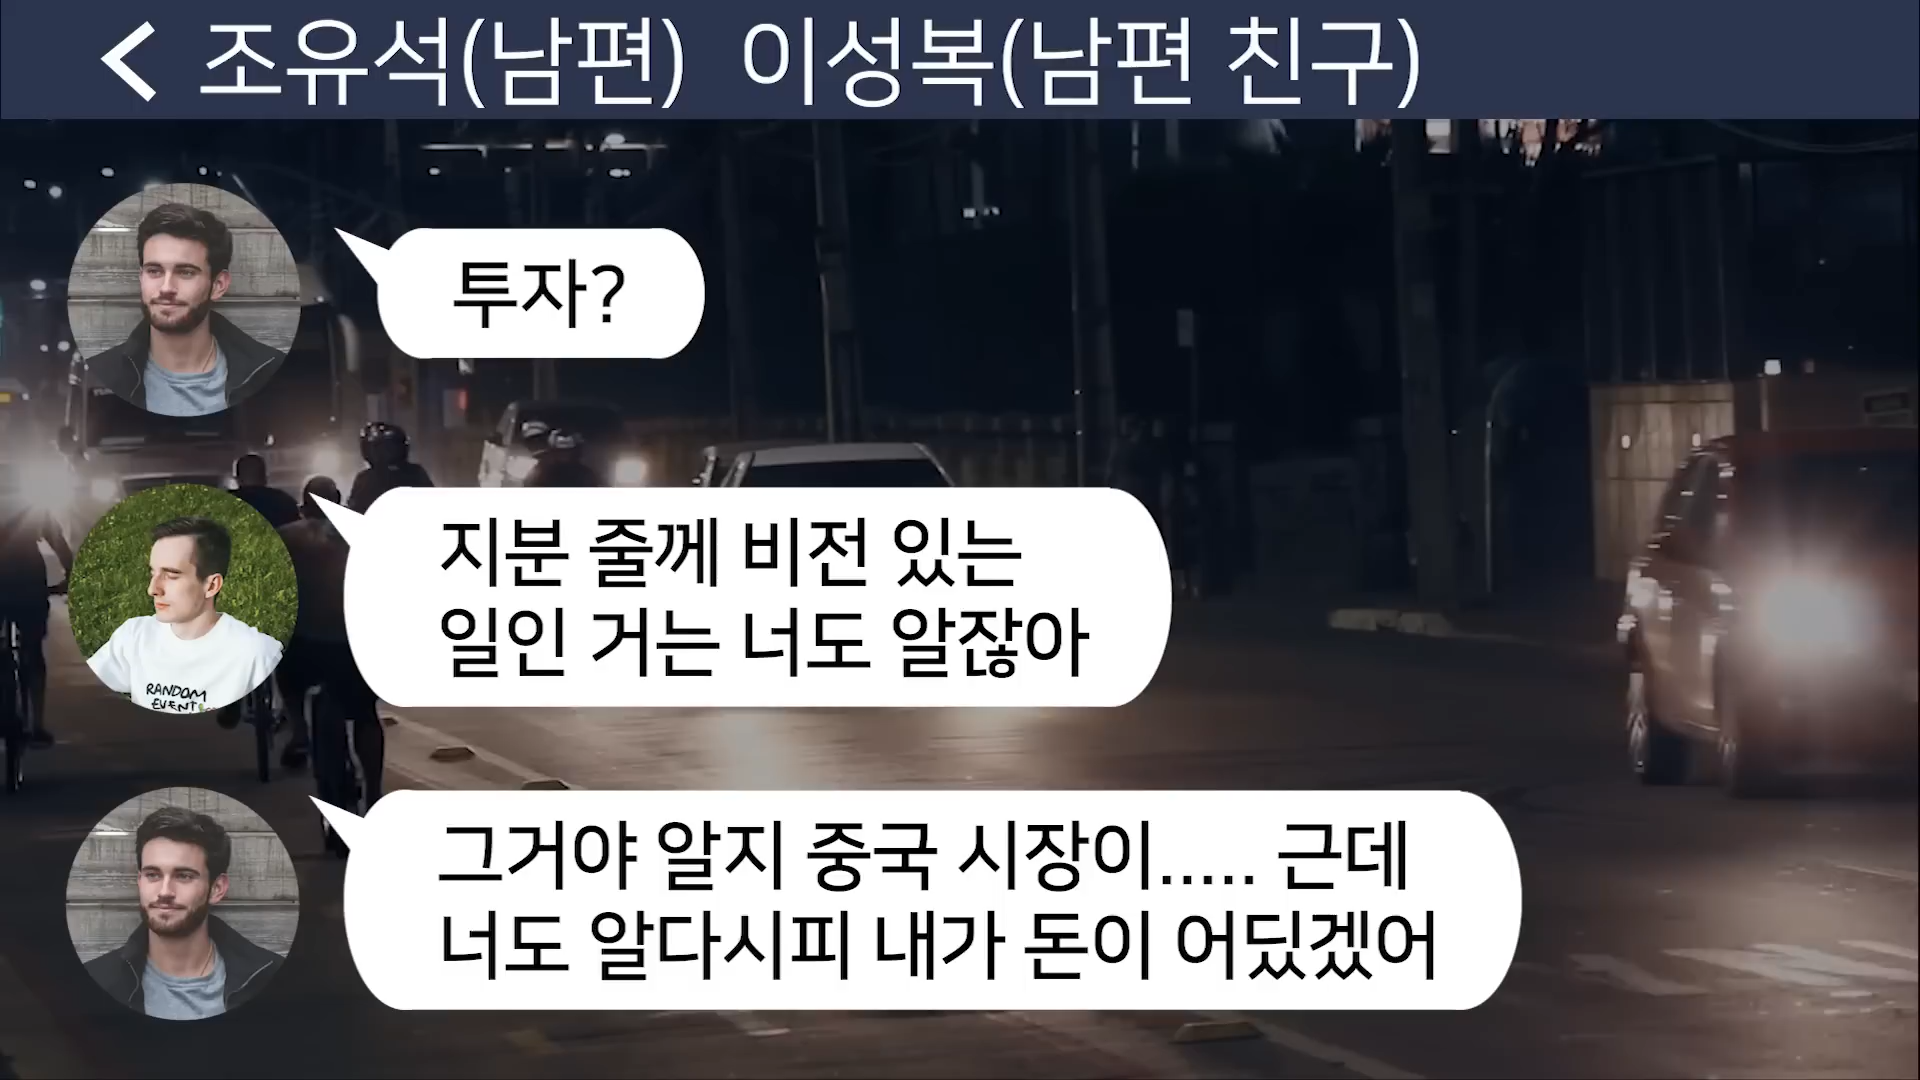 조유석(남편) 이성복(남편 친구)
투자?
지분 줄께 비전 있는
일인 거는 너도 알잖아
RANDOM
EVENT
그거야 알지 중국 시장이..... 근데
너도 알다시피 내가 돈이 어딨겠어